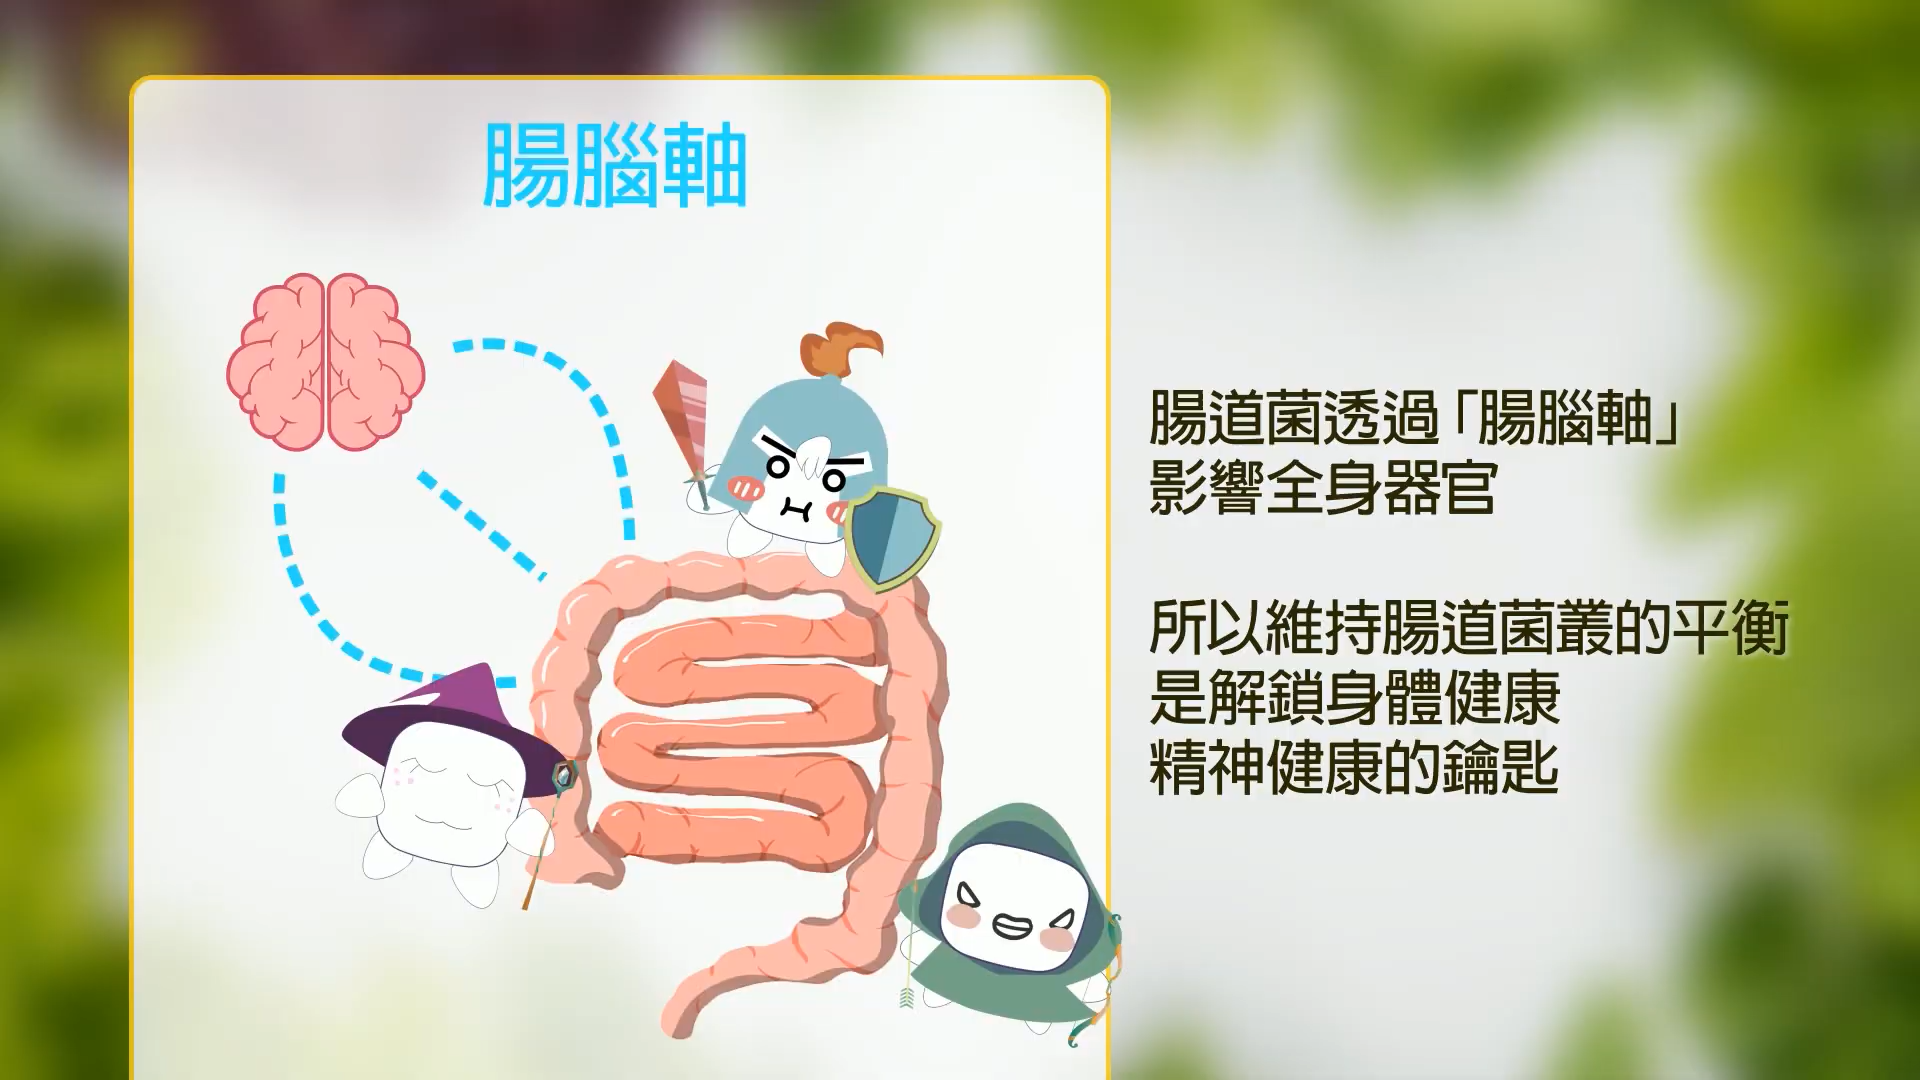 腸腦軸
腸道菌透過「腸腦軸」
影響全身器官
所以維持腸道菌叢的平衡
是解鎖身體健康
精神健康的鑰匙